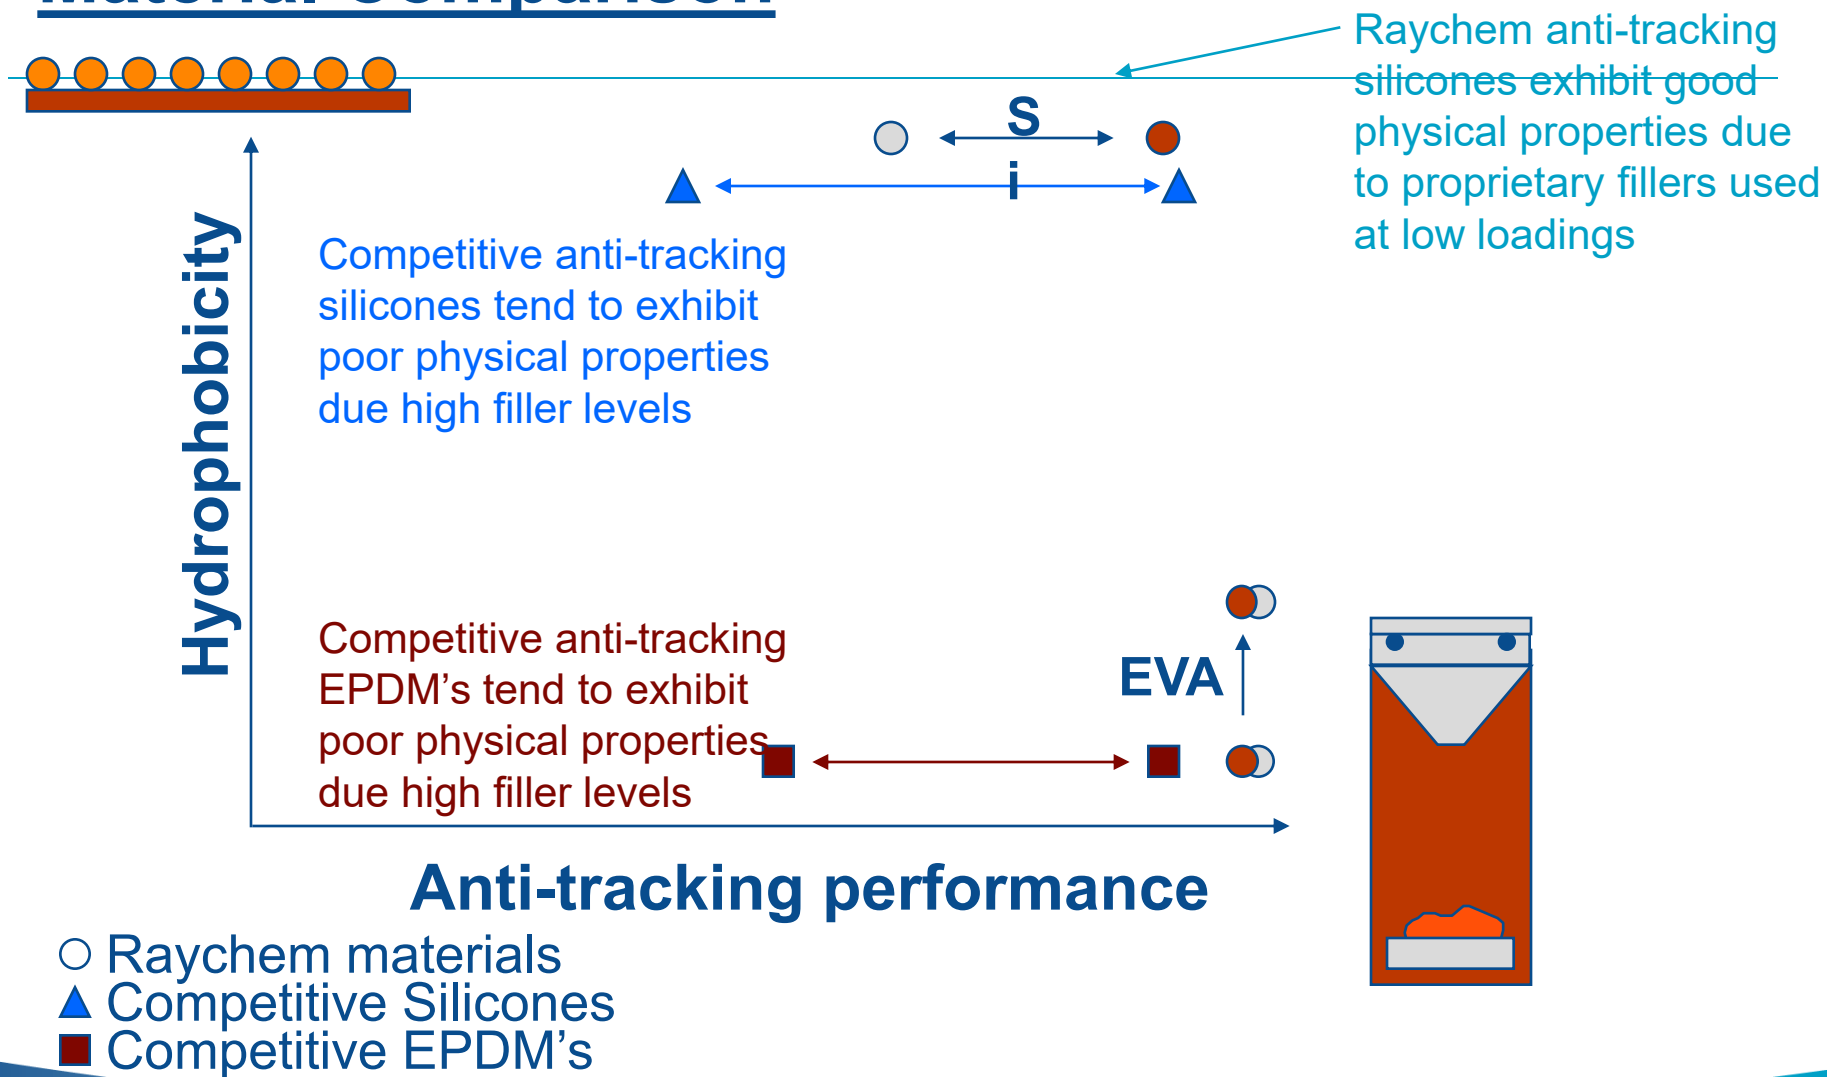 Material Comparison
Raychem anti-tracking
silicones exhibit good
physical properties due
to proprietary fillers used
at low loadings
S
i
Hydrophobicity
Competitive anti-tracking
silicones tend to exhibit
poor physical properties
due high filler levels
Competitive anti-tracking
EPDM’s tend to exhibit
poor physical properties
due high filler levels
EVA
Anti-tracking performance
Raychem materials
Competitive Silicones
Competitive EPDM’s